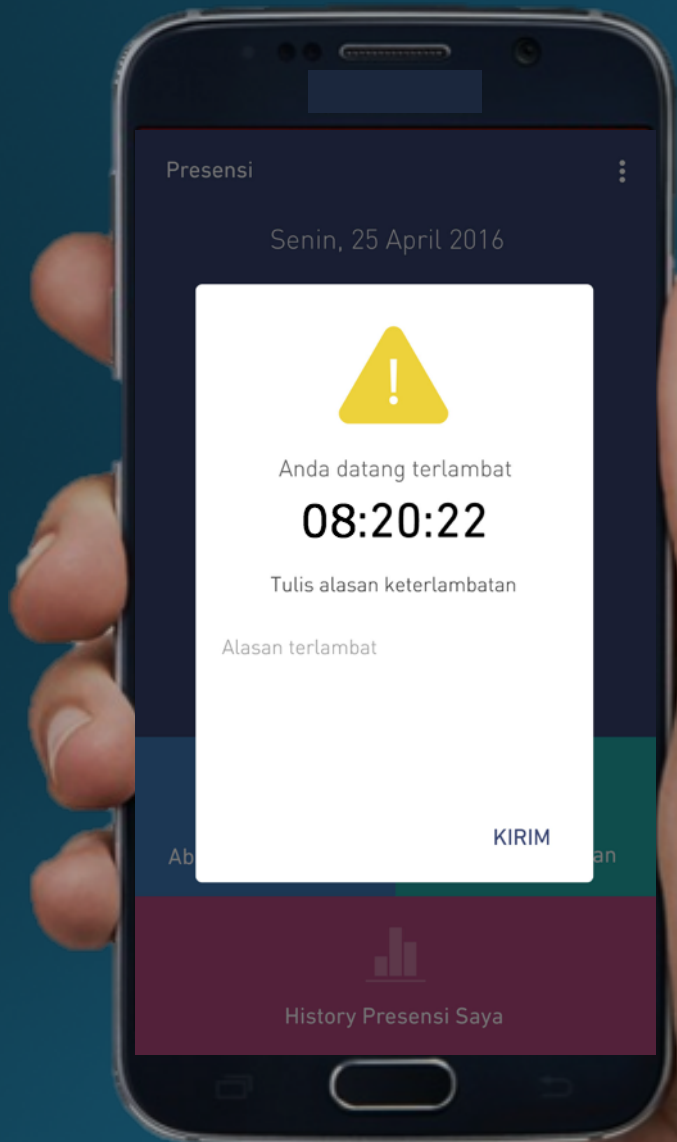 Presensi
Senin, 25 April 2016
!
Anda datang terlambat
08:20:22
Tulis alasan keterlambatan
Alasan terlambat
KIRIM
History Presensi Saya